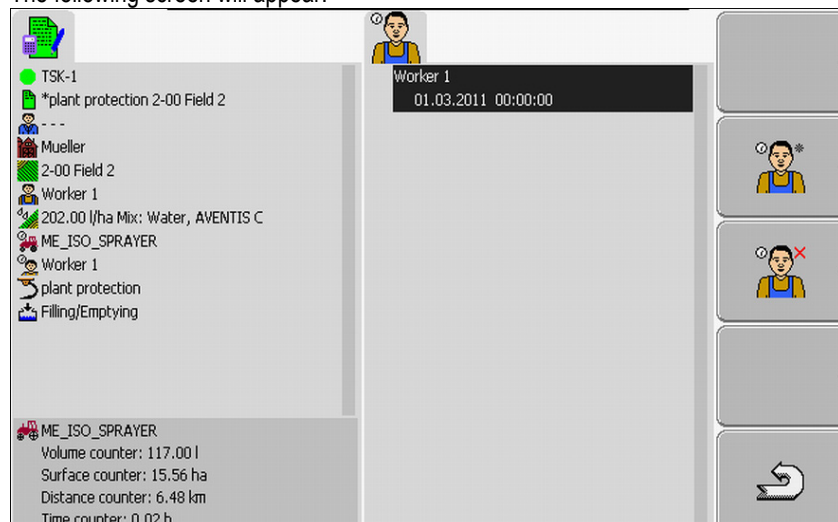 The following screen will appear:
TSK-1
*plant protection 2-00 Field 2
- - -
Mueller
2-00 Field 2
Worker 1
202.00 l/ha Mix: Water, AVENTIS C
ME_ISO_SPRAYER
Worker 1
plant protection
Filling/Emptying
ME_ISO_SPRAYER
Volume counter: 117.00 l
Surface counter: 15.56 ha
Distance counter: 6.48 km
Time counter: 0.02 h
Worker 1
01.03.2011 00:00:00